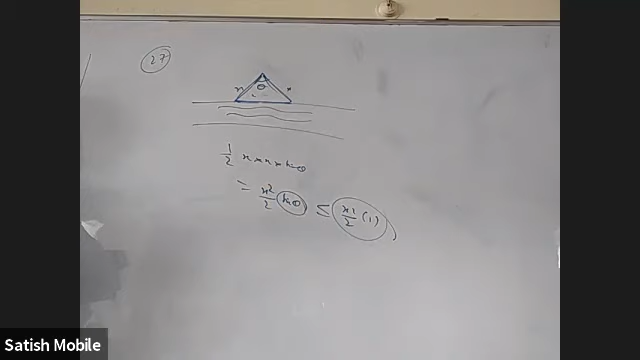 27
x θ x
1/2 × x × x × sinθ
= x²/2 sinθ ≤ x²/2 (1)
Satish Mobile